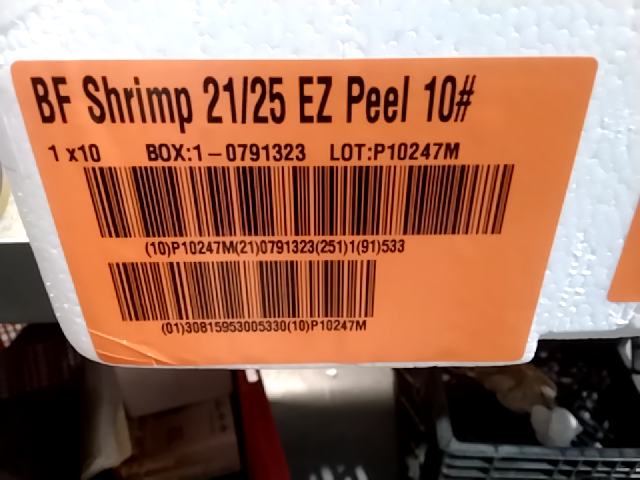 BF Shrimp 21/25 EZ Peel 10#
1 x10 BOX:1-0791323 LOT:P10247M
(10)P10247M(21)0791323(251)1(91)533
(01)30815953005330(10)P10247M